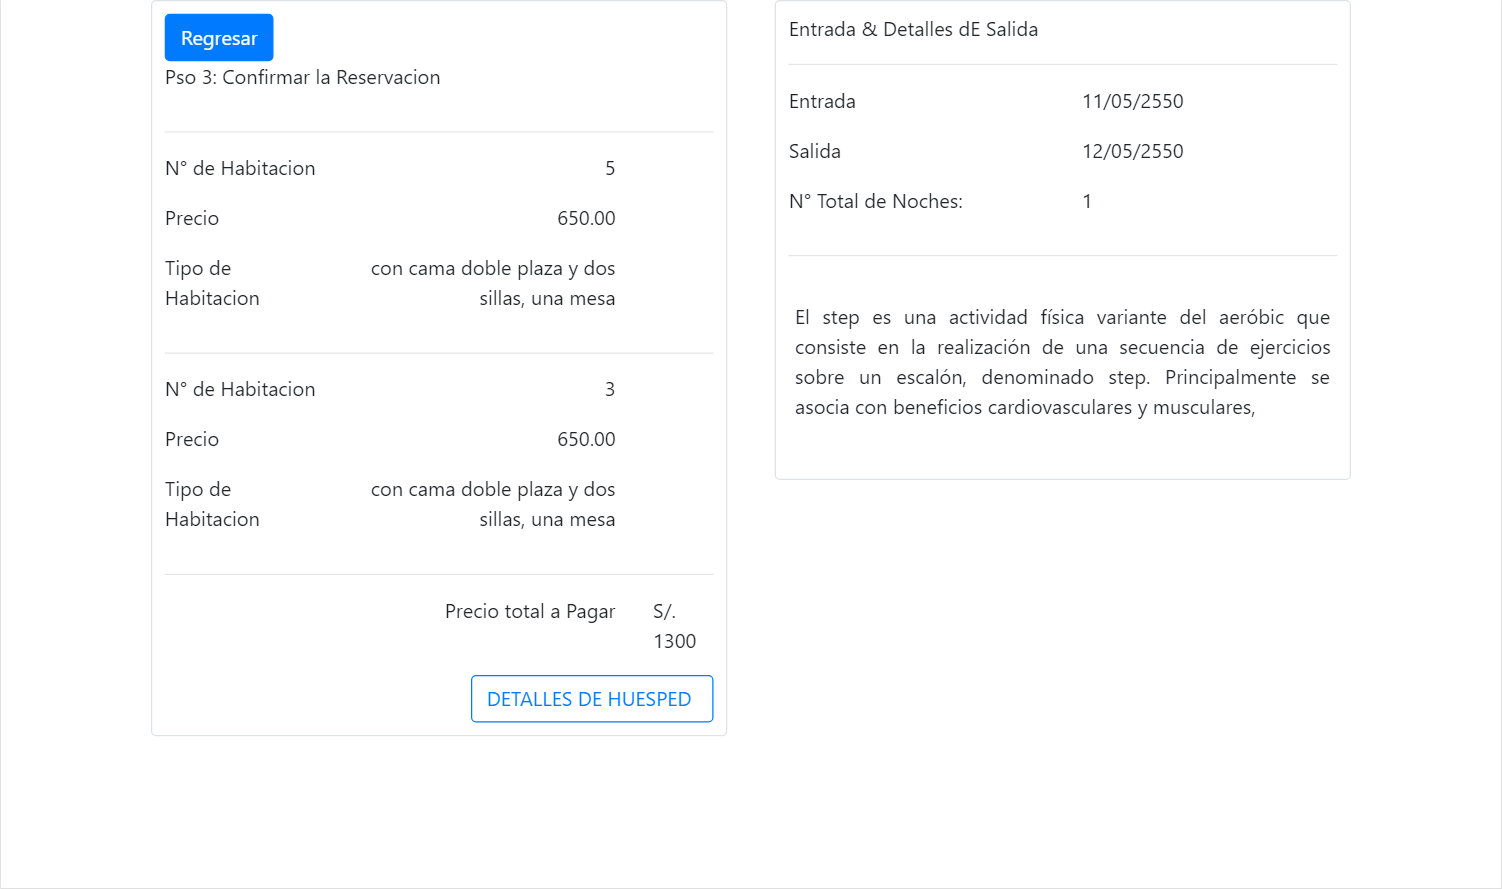 Regresar
Pso 3: Confirmar la Reservacion
N° de Habitacion 5
Precio 650.00
Tipo de con cama doble plaza y dos
Habitacion sillas, una mesa
N° de Habitacion 3
Precio 650.00
Tipo de con cama doble plaza y dos
Habitacion sillas, una mesa
Precio total a Pagar S/.
1300
DETALLES DE HUESPED
Entrada & Detalles dE Salida
Entrada 11/05/2550
Salida 12/05/2550
N° Total de Noches: 1
El step es una actividad física variante del aeróbic que
consiste en la realización de una secuencia de ejercicios
sobre un escalón, denominado step. Principalmente se
asocia con beneficios cardiovasculares y musculares,